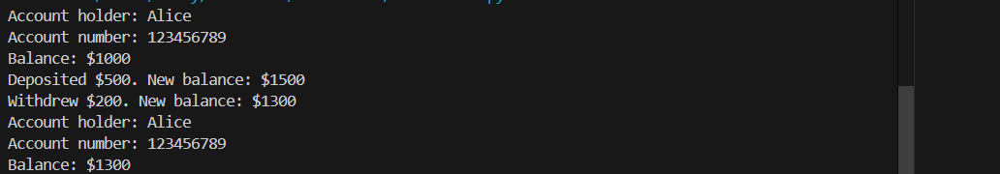 Account holder: Alice
Account number: 123456789
Balance: $1000
Deposited $500. New balance: $1500
Withdrew $200. New balance: $1300
Account holder: Alice
Account number: 123456789
Balance: $1300